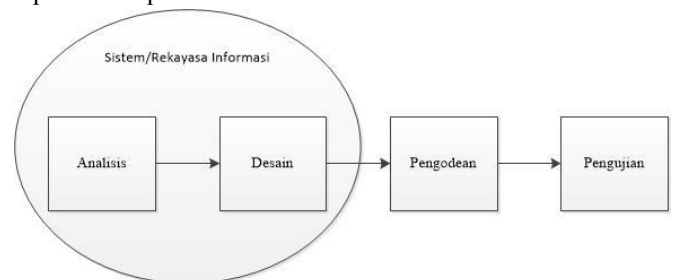 Sistem/Rekayasa Informasi
Analisis
Desain
Pengodean
Pengujian